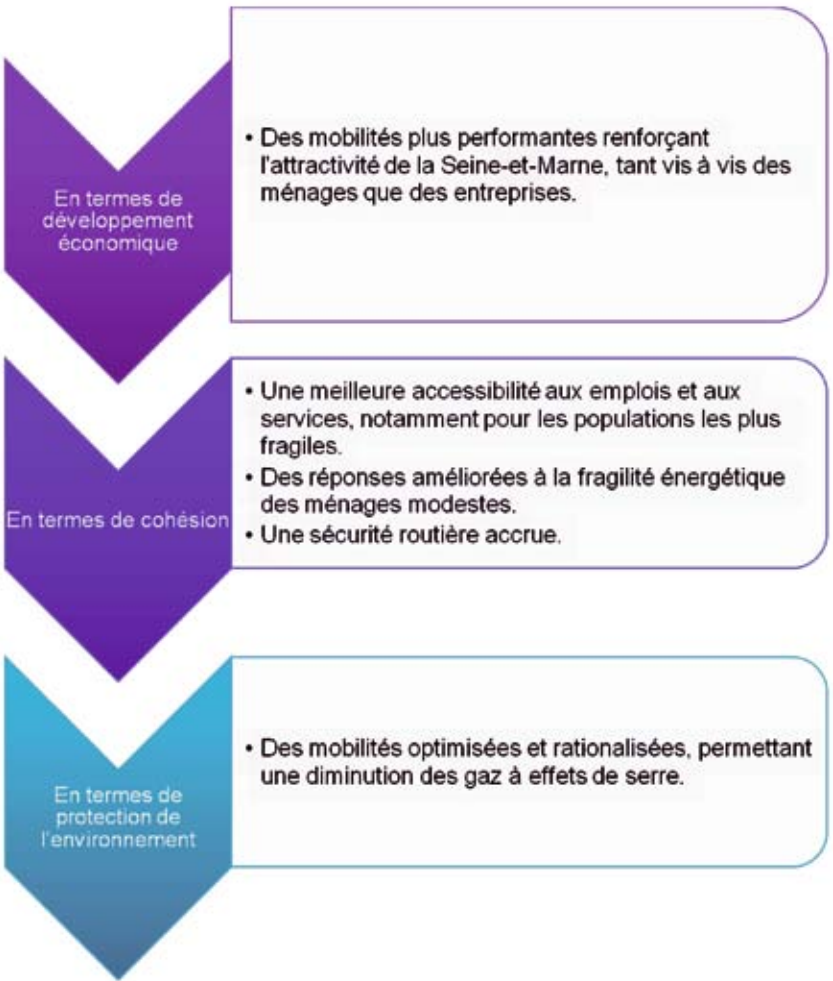 En termes de
développement
économique
• Des mobilités plus performantes renforçant
l'attractivité de la Seine-et-Marne, tant vis à vis des
ménages que des entreprises.
En termes de cohésion
• Une meilleure accessibilité aux emplois et aux
services, notamment pour les populations les plus
fragiles.
• Des réponses améliorées à la fragilité énergétique
des ménages modestes.
• Une sécurité routière accrue.
En termes de
protection de
l'environnement
• Des mobilités optimisées et rationalisées, permettant
une diminution des gaz à effets de serre.